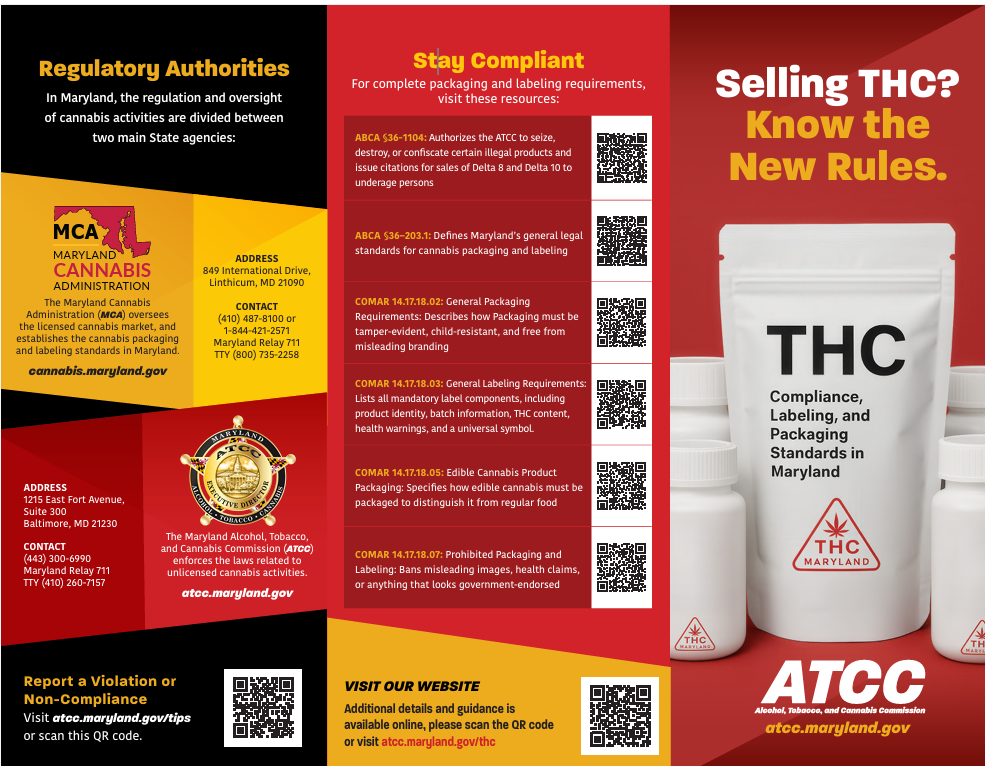 Regulatory Authorities
In Maryland, the regulation and oversight
of cannabis activities are divided between
two main State agencies:
MCA
MARYLAND
CANNABIS
ADMINISTRATION
The Maryland Cannabis
Administration (MCA) oversees
the licensed cannabis market, and
establishes the cannabis packaging
and labeling standards in Maryland.
cannabis.maryland.gov
ADDRESS
849 International Drive,
Linthicum, MD 21090
CONTACT
(410) 487-8100 or
1-844-421-2571
Maryland Relay 711
TTY (800) 735-2258
ADDRESS
1215 East Fort Avenue,
Suite 300
Baltimore, MD 21230
CONTACT
(443) 300-6990
Maryland Relay 711
TTY (410) 260-7157
MARYLAND
ATCC
EXECUTIVE DIRECTOR
ALCOHOL • TOBACCO • CANNABIS
The Maryland Alcohol, Tobacco,
and Cannabis Commission (ATCC)
enforces the laws related to
unlicensed cannabis activities.
atcc.maryland.gov
Report a Violation or
Non-Compliance
Visit atcc.maryland.gov/tips
or scan this QR code.
Stay Compliant
For complete packaging and labeling requirements,
visit these resources:
ABCA §36-1104: Authorizes the ATCC to seize,
destroy, or confiscate certain illegal products and
issue citations for sales of Delta 8 and Delta 10 to
underage persons
ABCA §36–203.1: Defines Maryland's general legal
standards for cannabis packaging and labeling
COMAR 14.17.18.02: General Packaging
Requirements: Describes how Packaging must be
tamper-evident, child-resistant, and free from
misleading branding
COMAR 14.17.18.03: General Labeling Requirements:
Lists all mandatory label components, including
product identity, batch information, THC content,
health warnings, and a universal symbol.
COMAR 14.17.18.05: Edible Cannabis Product
Packaging: Specifies how edible cannabis must be
packaged to distinguish it from regular food
COMAR 14.17.18.07: Prohibited Packaging and
Labeling: Bans misleading images, health claims,
or anything that looks government-endorsed
VISIT OUR WEBSITE
Additional details and guidance is
available online, please scan the QR code
or visit atcc.maryland.gov/thc
Selling THC?
Know the
New Rules.
THC
Compliance,
Labeling, and
Packaging
Standards in
Maryland
THC
MARYLAND
THC
MARYLAND
THC
ATCC
Alcohol, Tobacco, and Cannabis Commission
atcc.maryland.gov